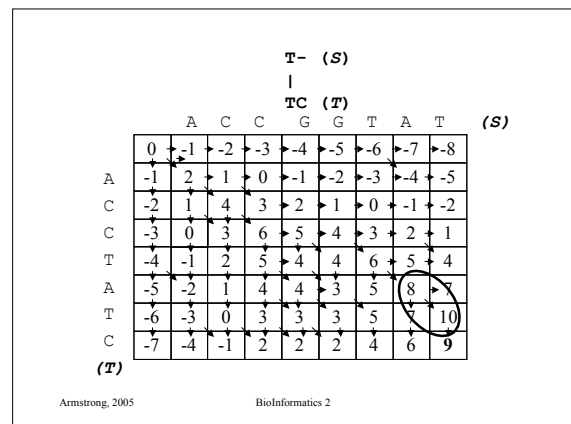 T- (S)
|
TC (T)
A C C G G T A T (S)
0 -1 -2 -3 -4 -5 -6 -7 -8
A -1 2 1 0 -1 -2 -3 -4 -5
C -2 1 4 3 2 1 0 -1 -2
C -3 0 3 6 5 4 3 2 1
T -4 -1 2 5 4 4 6 5 4
A -5 -2 1 4 4 3 5 8 7
T -6 -3 0 3 3 3 5 7 10
C -7 -4 -1 2 2 2 4 6 9
(T)
Armstrong, 2005 BioInformatics 2